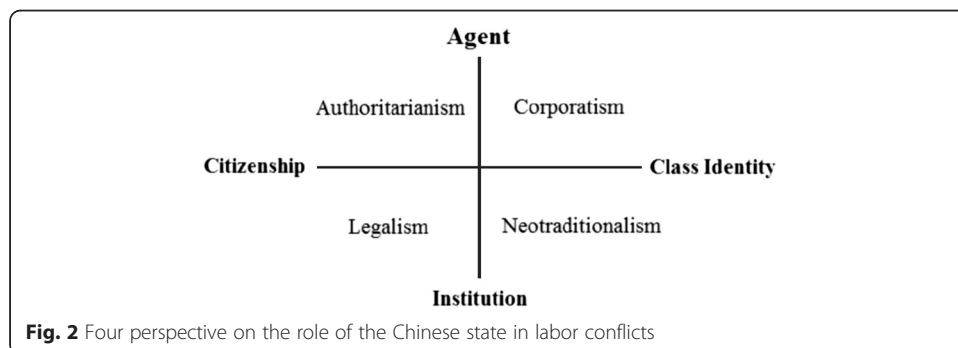 Agent
Authoritarianism Corporatism
Citizenship Class Identity
Legalism Neotraditionalism
Institution
Fig. 2 Four perspective on the role of the Chinese state in labor conflicts